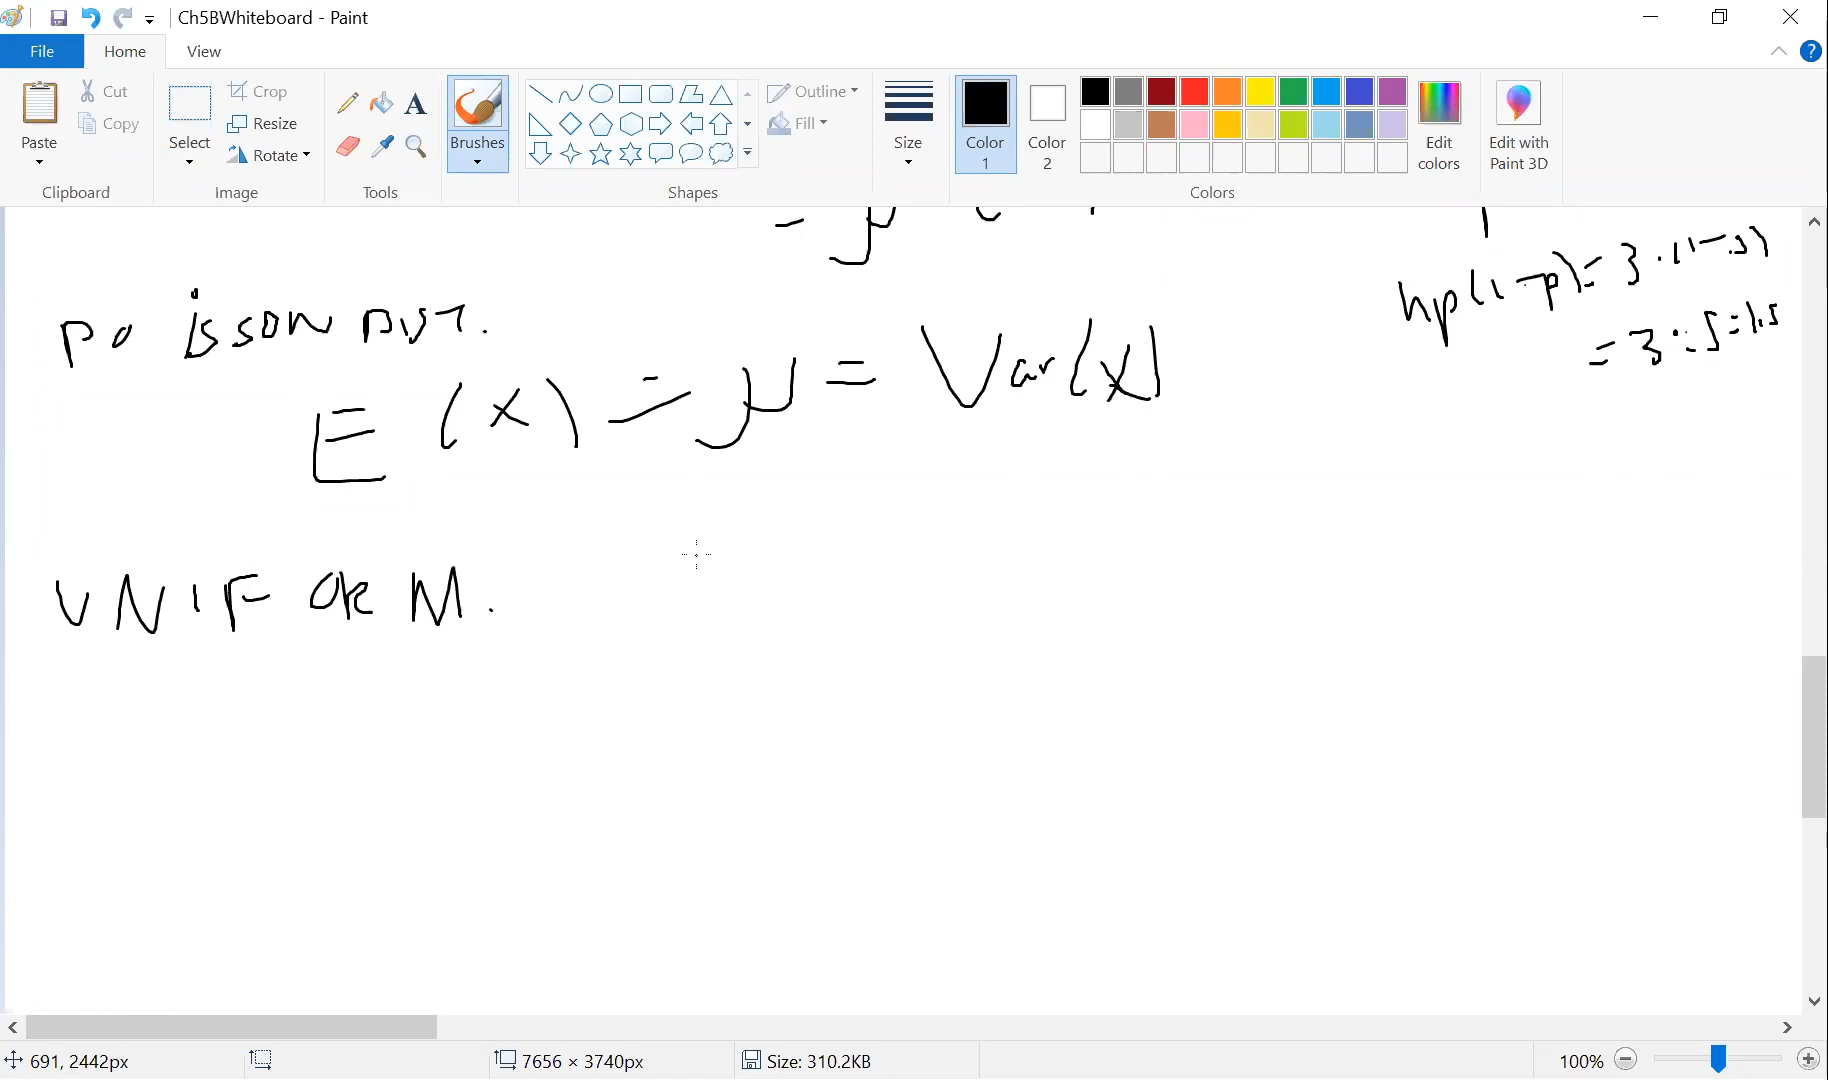 Ch5BWhiteboard - Paint
File Home View
Paste
Cut
Copy
Clipboard
Select
Crop
Resize
Rotate
Image
A
Tools
Brushes
Outline
Fill
Shapes
Size
Color 1
Color 2
Edit colors
Colors
Edit with Paint 3D
hp(1-p) = 3.(1-.5)
= 3·.5=1.5
POISSON DIST.
E(x) = μ = Var(x)
UNIFORM.
691, 2442px
7656 × 3740px
Size: 310.2KB
100%